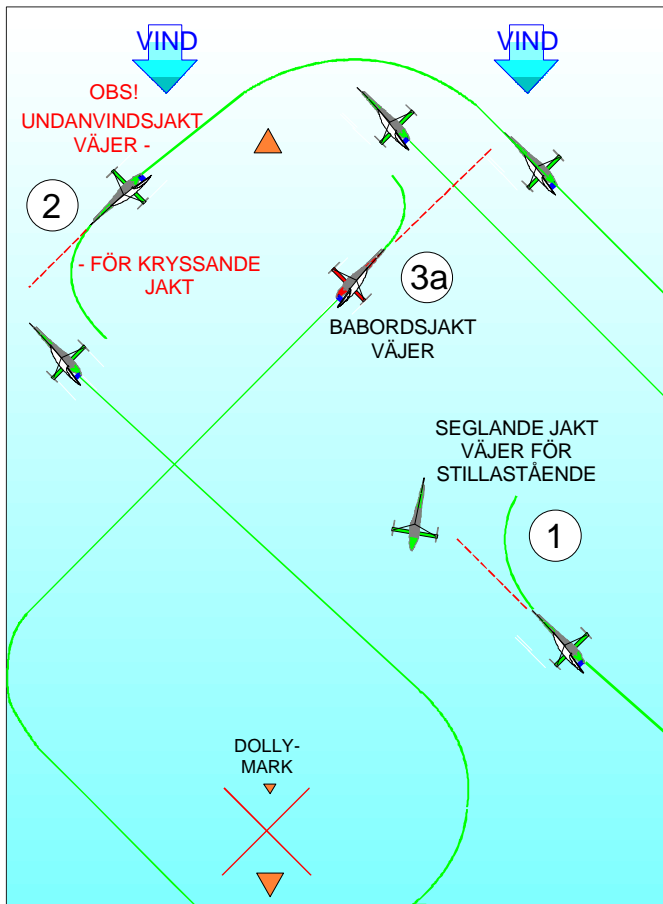 VIND
VIND
OBS!
UNDANVINDSJAKT
VÄJER -
2
- FÖR KRYSSANDE
JAKT
3a
BABORDSJAKT
VÄJER
SEGLANDE JAKT
VÄJER FÖR
STILLASTÅENDE
1
DOLLY-
MARK